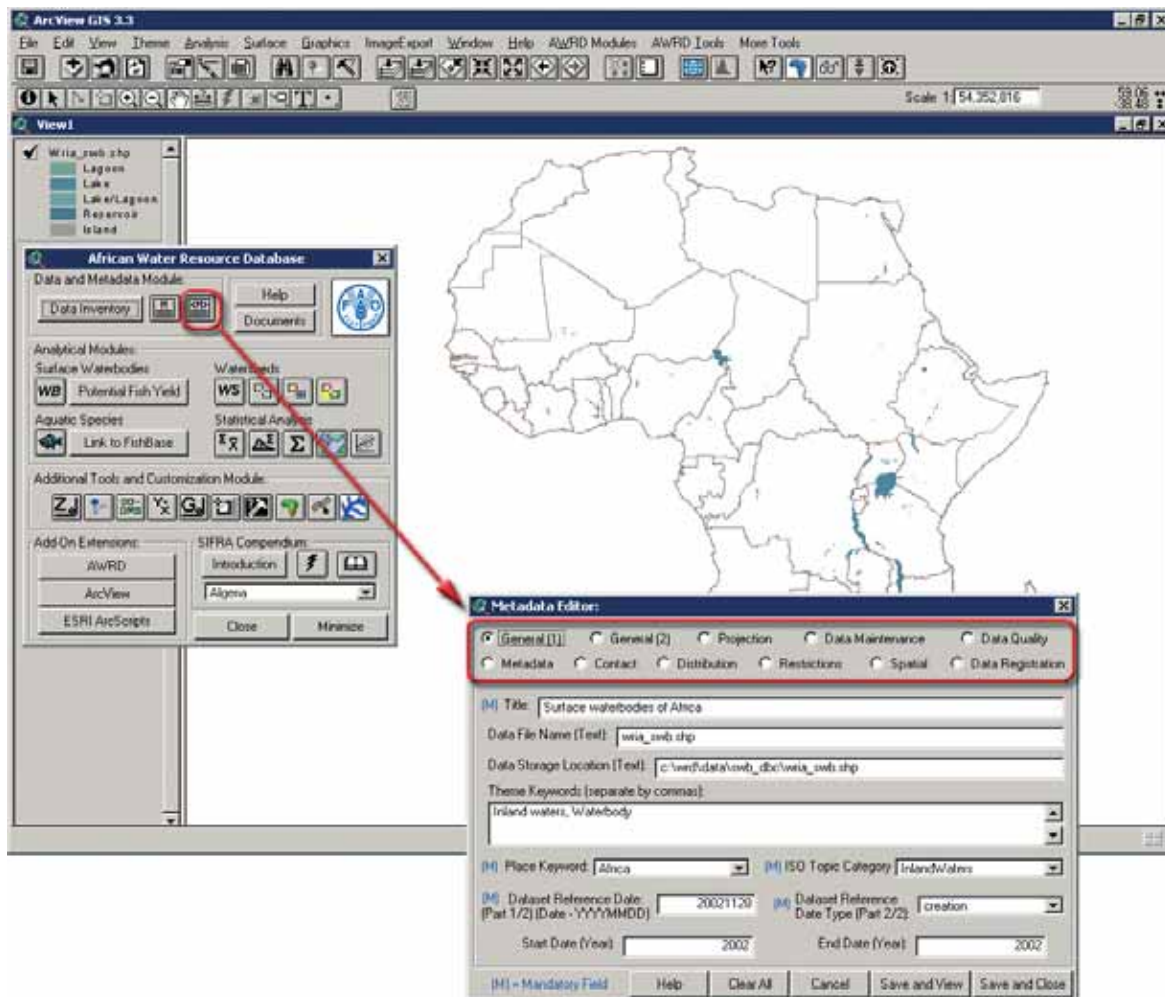 ArcView GIS 3.3
File Edit View Theme Analysis Surface Graphics ImageExport Window Help AWRD Modules AWRD Tools More Tools
Scale 1: 54,352,816
59.06
-38.48
View1
Wria_swb.shp
Lagoon
Lake
Lake/Lagoon
Reservoir
Island
African Water Resource Database
Data and Metadata Module:
Data Inventory
Help
Documents
FAO
Analytical Modules:
Surface Waterbodies
Watersheds
WB
Potential Fish Yield
WS
Aquatic Species
Statistical Analysis
Link to FishBase
Additional Tools and Customization Module:
Add-On Extensions:
SIFRA Compendium:
AWRD
Introduction
ArcView
Algeria
ESRI ArcScripts
Close
Minimize
Metadata Editor:
General (1) General (2) Projection Data Maintenance Data Quality
Metadata Contact Distribution Restrictions Spatial Data Registration
(M) Title: Surface waterbodies of Africa
Data File Name (Text): wria_swb.shp
Data Storage Location (Text): c:\wrd\data\swb_dbc\wria_swb.shp
Theme Keywords (separate by commas):
Inland waters, Waterbody
(M) Place Keyword: Africa
(M) ISO Topic Category InlandWaters
(M) Dataset Reference Date
(Part 1/2) (Date - YYYYMMDD)
(M) Dataset Reference
Date Type (Part 2/2): creation
Start Date (Year): 2002
End Date (Year): 2002
(M) = Mandatory Field
Help
Clear All
Cancel
Save and View
Save and Close